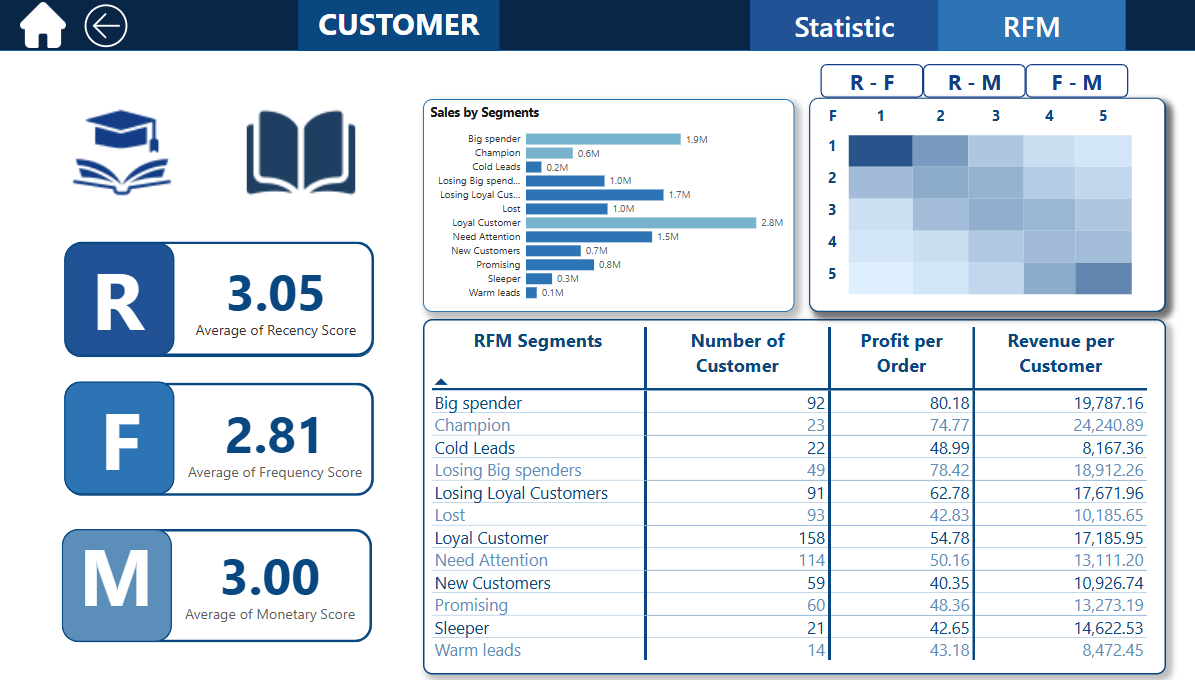 CUSTOMER
Statistic
RFM
R - F
R - M
F - M
Sales by Segments
Big spender 1.9M
Champion 0.6M
Cold Leads 0.2M
Losing Big spend... 1.0M
Losing Loyal Cus... 1.7M
Lost 1.0M
Loyal Customer 2.8M
Need Attention 1.5M
New Customers 0.7M
Promising 0.8M
Sleeper 0.3M
Warm leads 0.1M
F 1 2 3 4 5
1
2
3
4
5
R
3.05
Average of Recency Score
F
2.81
Average of Frequency Score
M
3.00
Average of Monetary Score
RFM Segments
Number of
Customer
Profit per
Order
Revenue per
Customer
Big spender 92 80.18 19,787.16
Champion 23 74.77 24,240.89
Cold Leads 22 48.99 8,167.36
Losing Big spenders 49 78.42 18,912.26
Losing Loyal Customers 91 62.78 17,671.96
Lost 93 42.83 10,185.65
Loyal Customer 158 54.78 17,185.95
Need Attention 114 50.16 13,111.20
New Customers 59 40.35 10,926.74
Promising 60 48.36 13,273.19
Sleeper 21 42.65 14,622.53
Warm leads 14 43.18 8,472.45